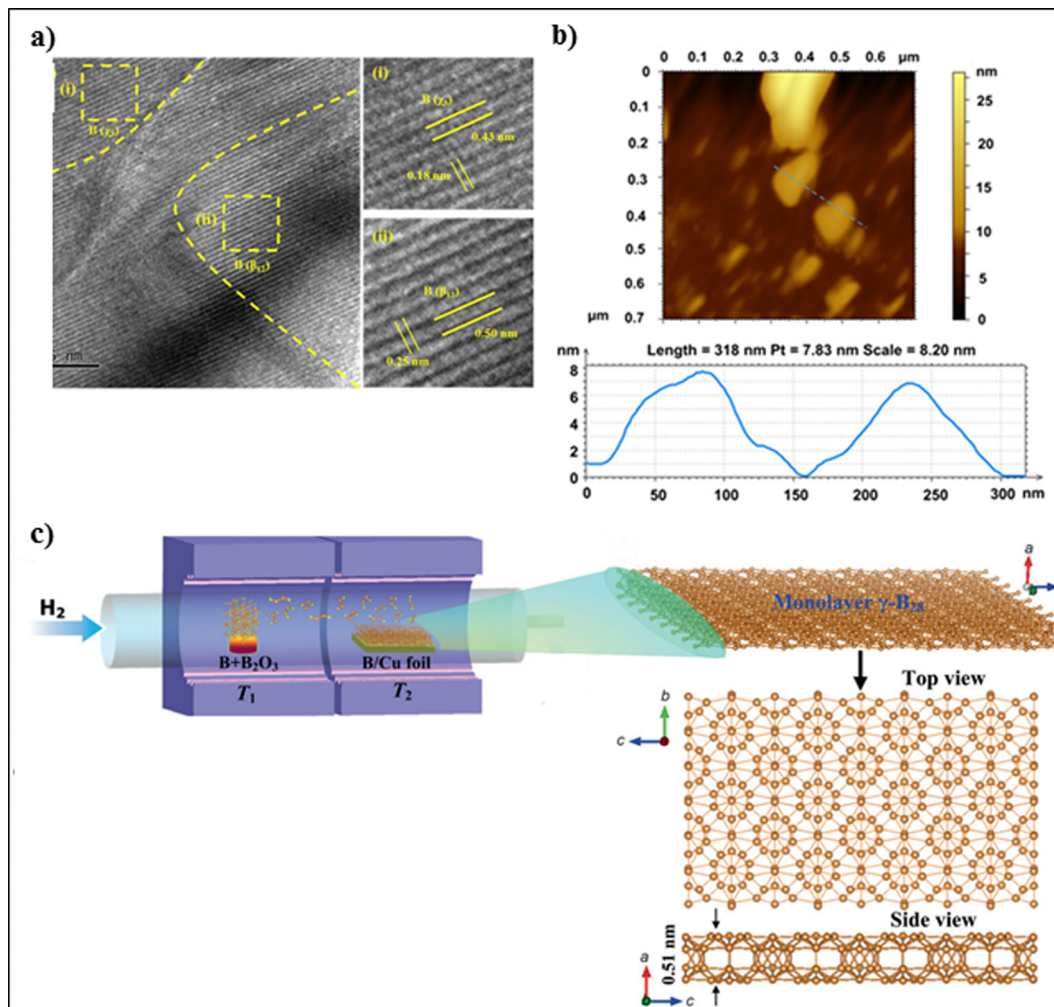 a)
(i)
B (χ3)
(ii)
B (β12)
nm
(i)
B (χ3)
0.43 nm
0.18 nm
(ii)
B (β12)
0.50 nm
0.25 nm
b)
0 0.1 0.2 0.3 0.4 0.5 0.6 µm
0
0.1
0.2
0.3
0.4
0.5
0.6
0.7
µm
nm
25
20
15
10
5
0
Length = 318 nm Pt = 7.83 nm Scale = 8.20 nm
nm
8
6
4
2
0
0 50 100 150 200 250 300 nm
c)
H2
B+B2O3
B/Cu foil
T1
T2
Monolayer γ-B28
a
b
Top view
b
c
Side view
0.51 nm
a
c